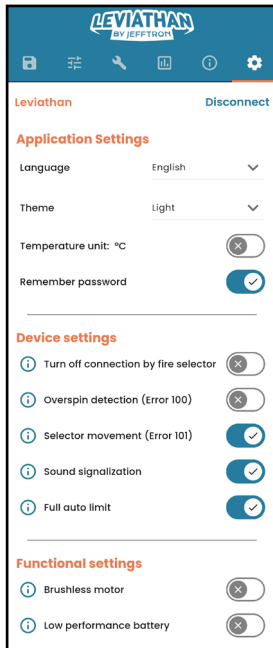 LEVIATHAN
BY JEFFTRON
Leviathan Disconnect
Application Settings
Language English
Theme Light
Temperature unit: ºC
Remember password
Device settings
Turn off connection by fire selector
Overspin detection (Error 100)
Selector movement (Error 101)
Sound signalization
Full auto limit
Functional settings
Brushless motor
Low performance battery